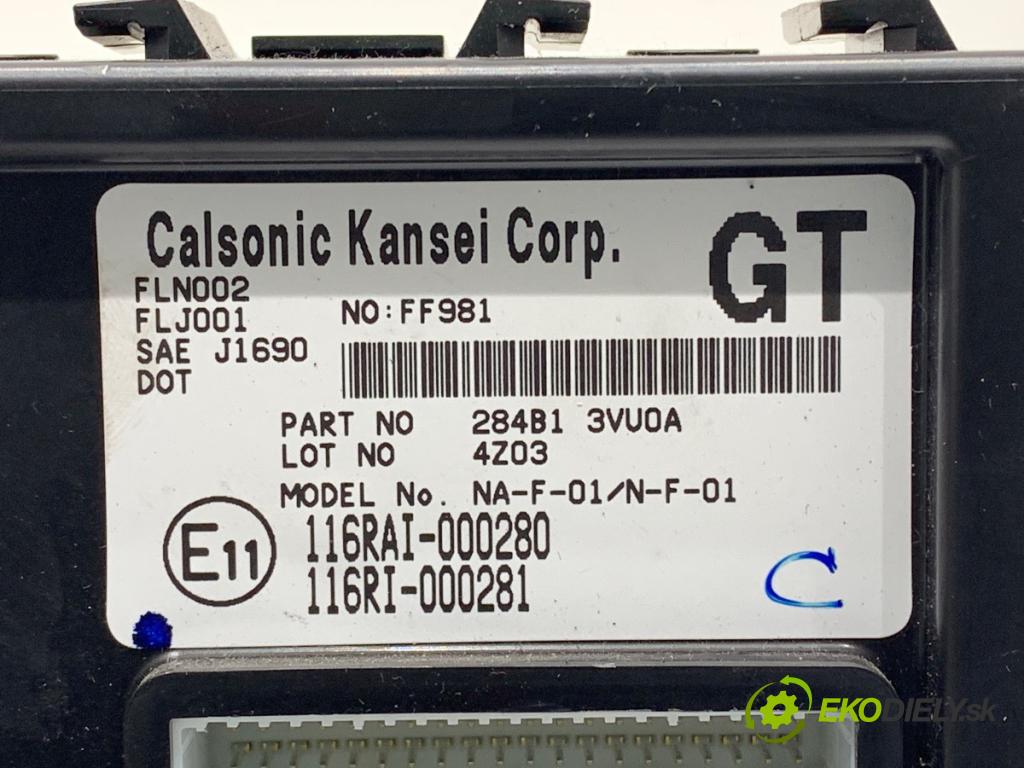 Calsonic Kansei Corp.
GT
FLN002
FLJ001
NO:FF981
SAE J1690
DOT
PART NO 284B1 3VU0A
LOT NO 4Z03
MODEL No. NA-F-01/N-F-01
E11
116RAI-000280
116RI-000281
C
EKODIELY.sk